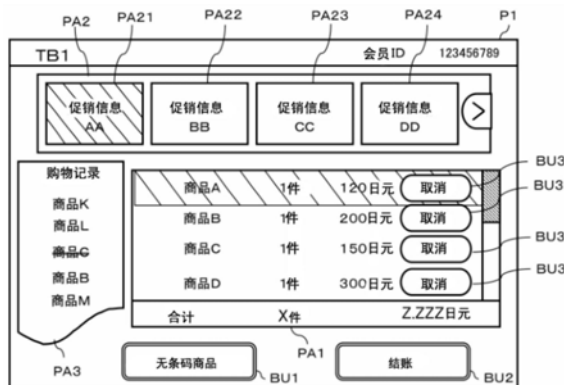 PA2 PA21 PA22 PA23 PA24 P1
TB1 会员ID 123456789
促销信息 AA
促销信息 BB
促销信息 CC
促销信息 DD
>
购物记录
商品K
商品L
商品C
商品B
商品M
商品A 1件 120日元 取消 BU3
商品B 1件 200日元 取消 BU3
商品C 1件 150日元 取消 BU3
商品D 1件 300日元 取消 BU3
合计 X件 Z.ZZZ日元
PA3 PA1
无条码商品 BU1
结账 BU2